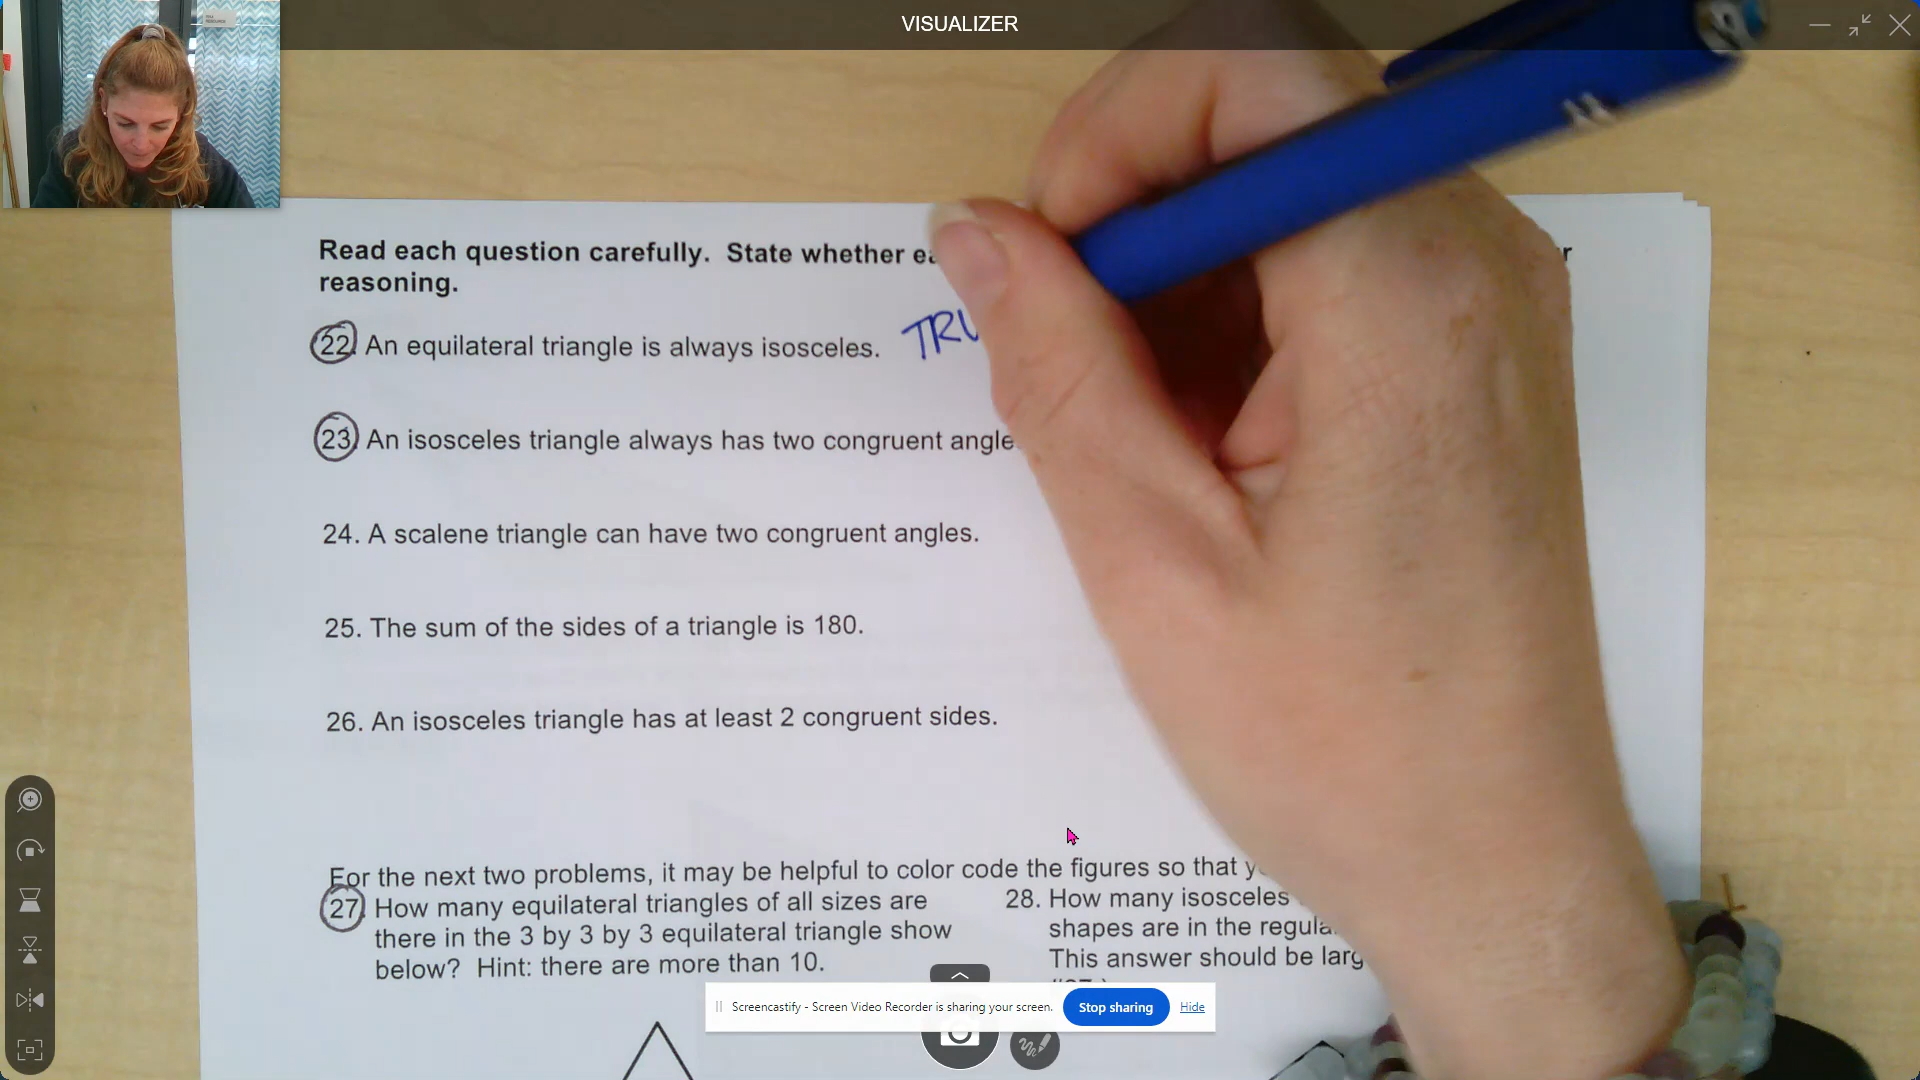 VISUALIZER
Read each question carefully. State whether
reasoning.
22. An equilateral triangle is always isosceles. TRU
23. An isosceles triangle always has two congruent angle
24. A scalene triangle can have two congruent angles.
25. The sum of the sides of a triangle is 180.
26. An isosceles triangle has at least 2 congruent sides.
For the next two problems, it may be helpful to color code the figures so that
27. How many equilateral triangles of all sizes are
there in the 3 by 3 by 3 equilateral triangle show
below? Hint: there are more than 10.
28. How many isosceles
shapes are in the regula
This answer should be larg
Screencastify - Screen Video Recorder is sharing your screen.
Stop sharing
Hide